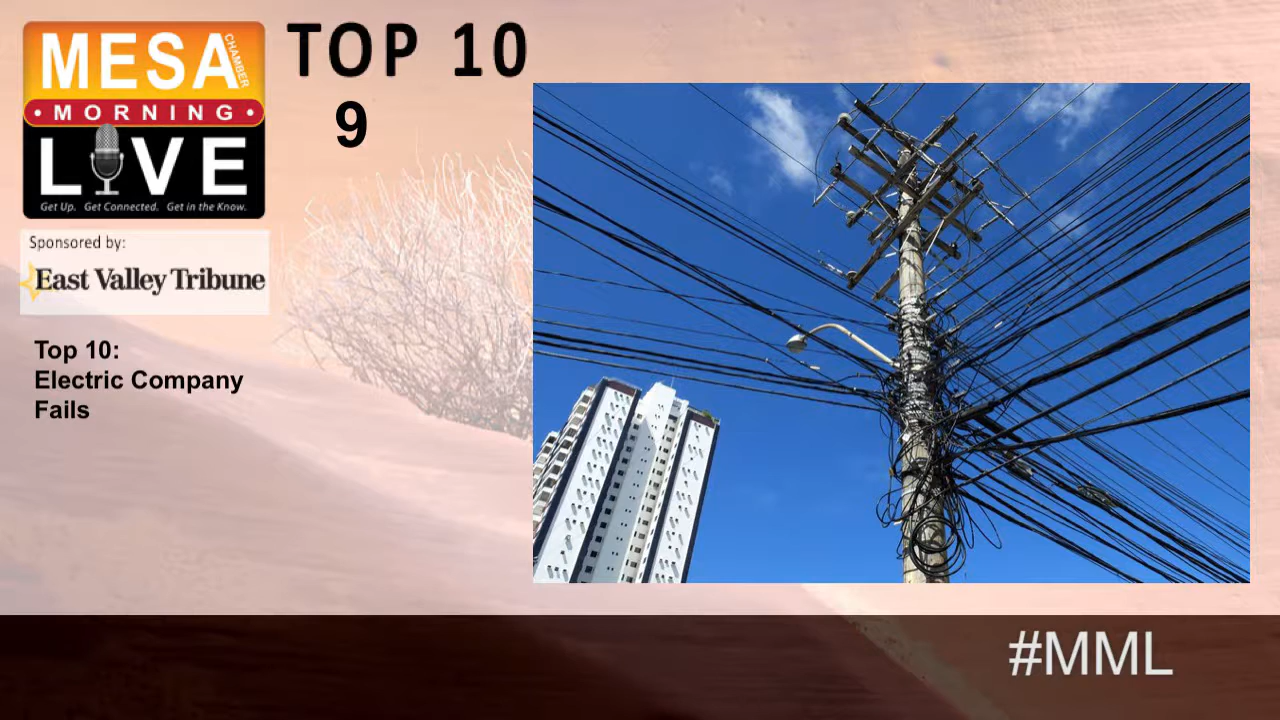 MESA
CHAMBER
• MORNING •
LIVE
Get Up. Get Connected. Get in the Know.
TOP 10
9
Sponsored by:
East Valley Tribune
Top 10:
Electric Company
Fails
#MML